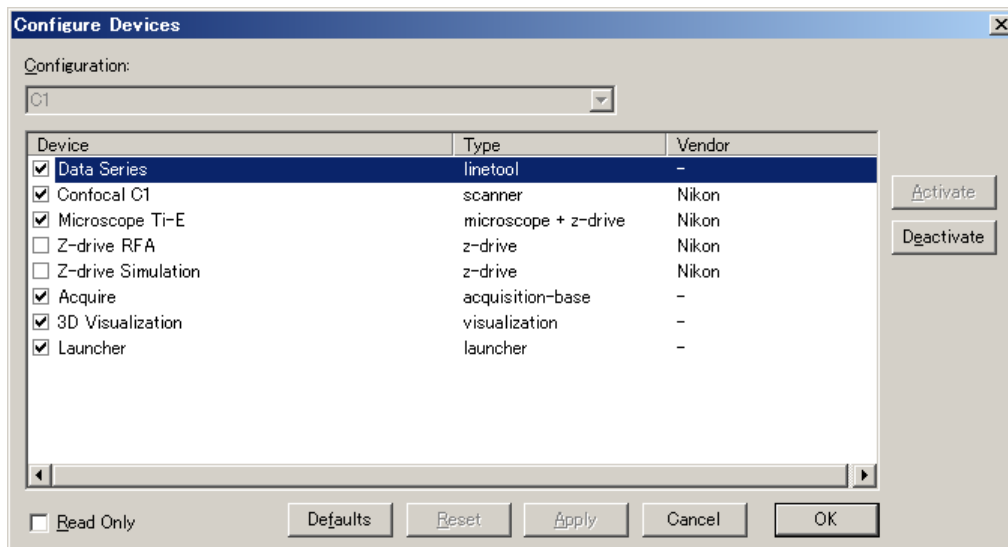 Configure Devices
Configuration:
C1
Device Type Vendor
Data Series linetool -
Confocal C1 scanner Nikon
Microscope Ti-E microscope + z-drive Nikon
Z-drive RFA z-drive Nikon
Z-drive Simulation z-drive Nikon
Acquire acquisition-base -
3D Visualization visualization -
Launcher launcher -
Activate
Deactivate
Read Only Defaults Reset Apply Cancel OK